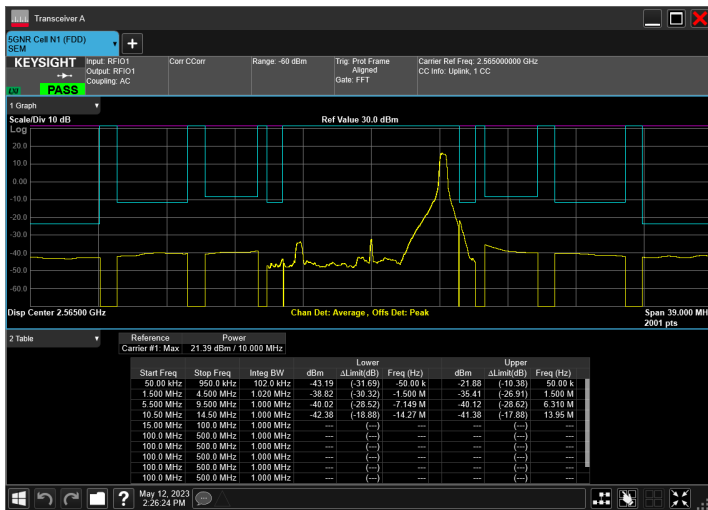 Transceiver A
5GNR Cell N1 (FDD)
SEM
KEYSIGHT
Input: RFIO1
Output: RFIO1
Coupling: AC
Corr CCorr
Range: -60 dBm
Trig: Prot Frame
Aligned
Gate: FFT
Carrier Ref Freq: 2.565000000 GHz
CC Info: Uplink, 1 CC
PASS
1 Graph
Scale/Div 10 dB
Ref Value 30.0 dBm
Log
20.0
10.0
0.00
-10.0
-20.0
-30.0
-40.0
-50.0
-60.0
Disp Center 2.56500 GHz
Chan Det: Average, Offs Det: Peak
Span 39.000 MH
2001 pts
2 Table
Reference Power
Carrier #1: Max 21.39 dBm / 10.000 MHz
Lower Upper
Start Freq Stop Freq Integ BW dBm ΔLimit(dB) Freq (Hz) dBm ΔLimit(dB) Freq (Hz)
50.00 kHz 950.0 kHz 102.0 kHz -43.19 (-31.69) -50.00 k -21.88 (-10.38) 50.00 k
1.500 MHz 4.500 MHz 1.020 MHz -38.82 (-30.32) -1.500 M -35.41 (-26.91) 1.500 M
5.500 MHz 9.500 MHz 1.000 MHz -40.02 (-28.52) -7.149 M -40.12 (-28.62) 6.310 M
10.50 MHz 14.50 MHz 1.000 MHz -42.38 (-18.88) -14.27 M -41.38 (-17.88) 13.95 M
15.00 MHz 100.0 MHz 1.000 MHz --- (---) --- --- (---) ---
100.0 MHz 500.0 MHz 1.000 MHz --- (---) --- --- (---) ---
100.0 MHz 500.0 MHz 1.000 MHz --- (---) --- --- (---) ---
100.0 MHz 500.0 MHz 1.000 MHz --- (---) --- --- (---) ---
100.0 MHz 500.0 MHz 1.000 MHz --- (---) --- --- (---) ---
100.0 MHz 500.0 MHz 1.000 MHz --- (---) --- --- (---) ---
May 12, 2023
2:26:24 PM